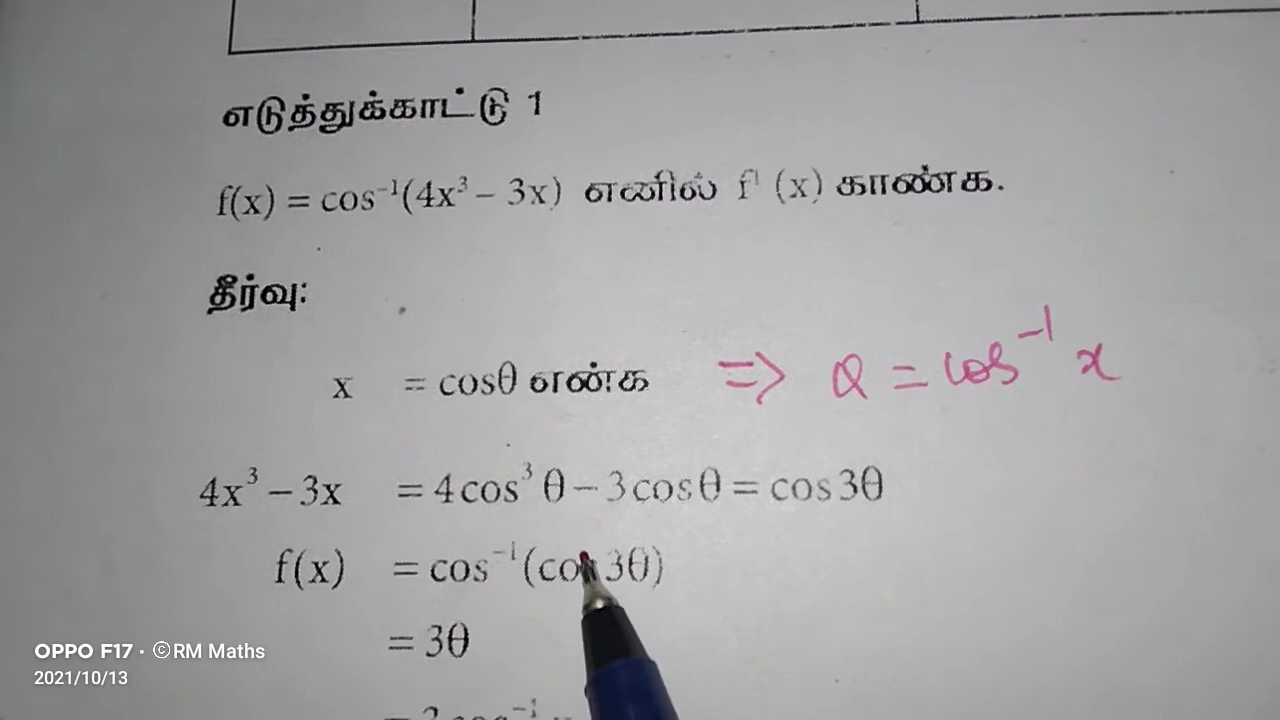 எடுத்துக்காட்டு 1
f(x) = cos⁻¹(4x³ – 3x) எனில் f¹ (x) காண்க.
தீர்வு:
x = cosθ என்க ⇒ θ = cos⁻¹ x
4x³ – 3x = 4cos³ θ – 3cosθ = cos3θ
f(x) = cos⁻¹(cos3θ)
= 3θ
OPPO F17 · ©RM Maths
2021/10/13